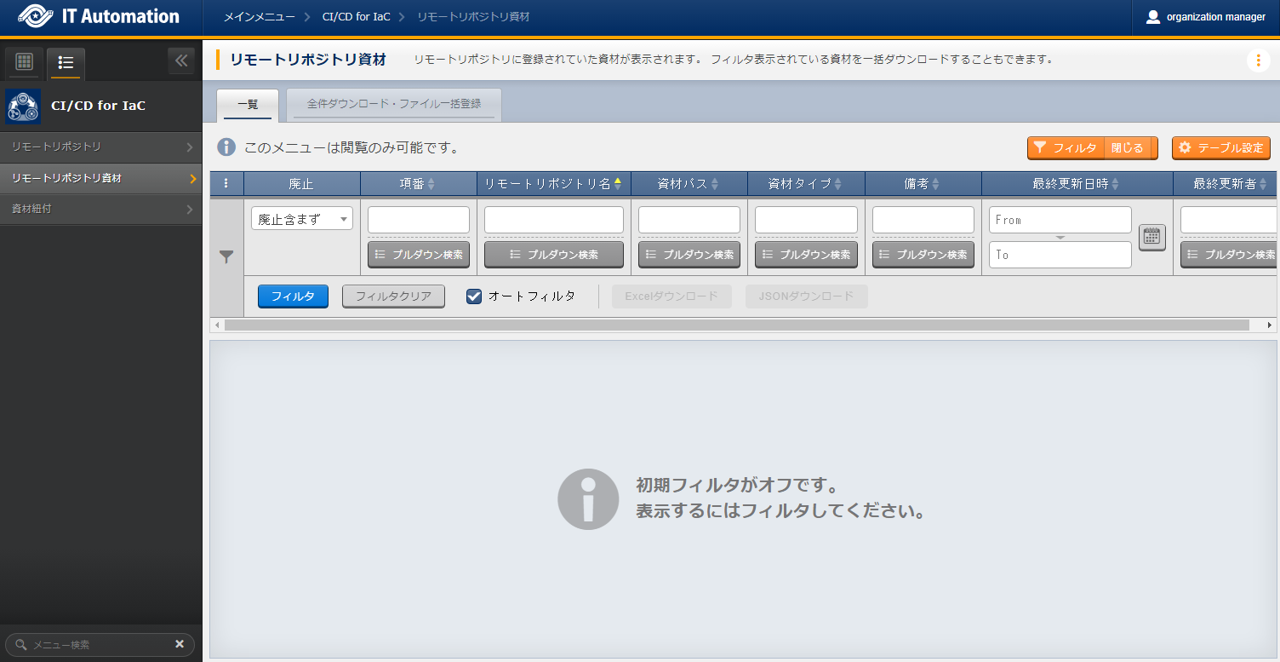 IT Automation
メインメニュー > CI/CD for IaC > リモートリポジトリ資材
organization manager
CI/CD for IaC
リモートリポジトリ
リモートリポジトリ資材
資材紐付
メニュー検索
リモートリポジトリ資材 リモートリポジトリに登録されていた資材が表示されます。 フィルタ表示されている資材を一括ダウンロードすることもできます。
一覧 全件ダウンロード・ファイル一括登録
このメニューは閲覧のみ可能です。 フィルタ 閉じる テーブル設定
廃止 項番 リモートリポジトリ名 資材パス 資材タイプ 備考 最終更新日時 最終更新者
廃止含まず From
プルダウン検索 プルダウン検索 プルダウン検索 プルダウン検索 プルダウン検索 To プルダウン検索
フィルタ フィルタクリア オートフィルタ Excelダウンロード JSONダウンロード
初期フィルタがオフです。
表示するにはフィルタしてください。